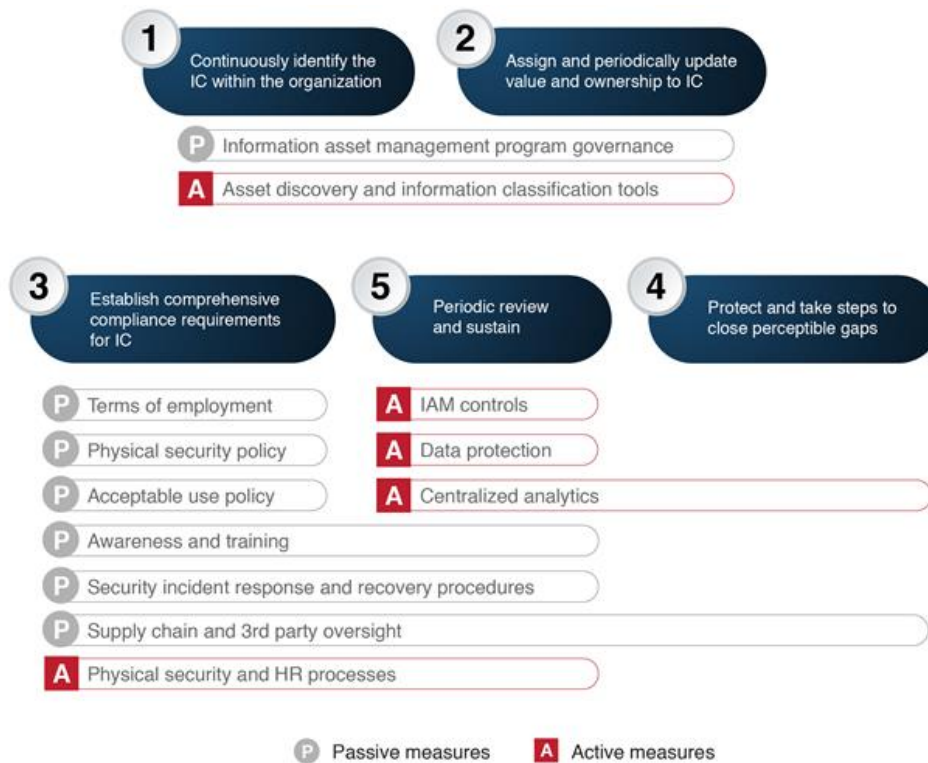 1
Continuously identify the
IC within the organization
2
Assign and periodically update
value and ownership to IC
P Information asset management program governance
A Asset discovery and information classification tools
3
Establish comprehensive
compliance requirements
for IC
5
Periodic review
and sustain
4
Protect and take steps to
close perceptible gaps
P Terms of employment
A IAM controls
P Physical security policy
A Data protection
P Acceptable use policy
A Centralized analytics
P Awareness and training
P Security incident response and recovery procedures
P Supply chain and 3rd party oversight
A Physical security and HR processes
P Passive measures
A Active measures